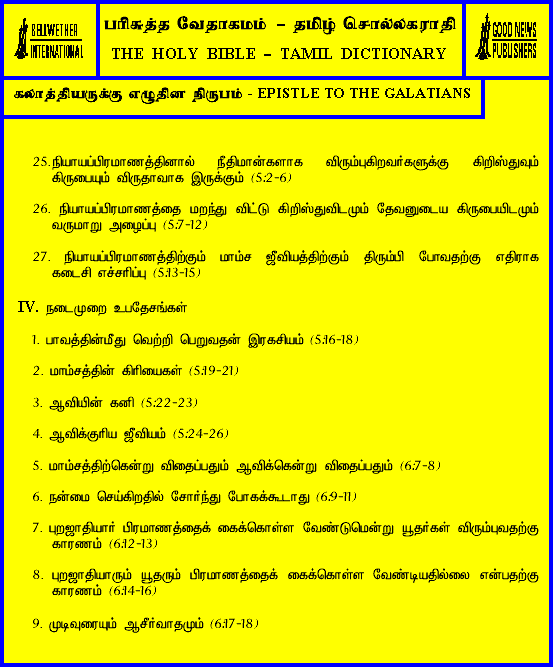 BELLWETHER
INTERNATIONAL
பரிசுத்த வேதாகமம் – தமிழ் சொல்லகராதி
THE HOLY BIBLE – TAMIL DICTIONARY
GOOD NEWS
PUBLISHERS
கலாத்தியருக்கு எழுதின நிருபம் - EPISTLE TO THE GALATIANS
25. நியாயப்பிரமாணத்தினால் நீதிமான்களாக விரும்புகிறவர்களுக்கு கிறிஸ்துவும்
கிருபையும் விருதாவாக இருக்கும் (5:2-6)
26. நியாயப்பிரமாணத்தை மறந்து விட்டு கிறிஸ்துவிடமும் தேவனுடைய கிருபையிடமும்
வருமாறு அழைப்பு (5:7-12)
27. நியாயப்பிரமாணத்திற்கும் மாம்ச ஜீவியத்திற்கும் திரும்பி போவதற்கு எதிராக
கடைசி எச்சரிப்பு (5:13-15)
IV. நடைமுறை உபதேசங்கள்
1. பாவத்தின்மீது வெற்றி பெறுவதன் இரகசியம் (5:16-18)
2. மாம்சத்தின் கிரியைகள் (5:19-21)
3. ஆவியின் கனி (5:22-23)
4. ஆவிக்குரிய ஜீவியம் (5:24-26)
5. மாம்சத்திற்கென்று விதைப்பதும் ஆவிக்கென்று விதைப்பதும் (6:7-8)
6. நன்மை செய்கிறதில் சோர்ந்து போகக்கூடாது (6:9-11)
7. புறஜாதியார் பிரமாணத்தைக் கைக்கொள்ள வேண்டுமென்று யூதர்கள் விரும்புவதற்கு
காரணம் (6:12-13)
8. புறஜாதியாரும் யூதரும் பிரமாணத்தைக் கைக்கொள்ள வேண்டியதில்லை என்பதற்கு
காரணம் (6:14-16)
9. முடிவுரையும் ஆசீர்வாதமும் (6:17-18)